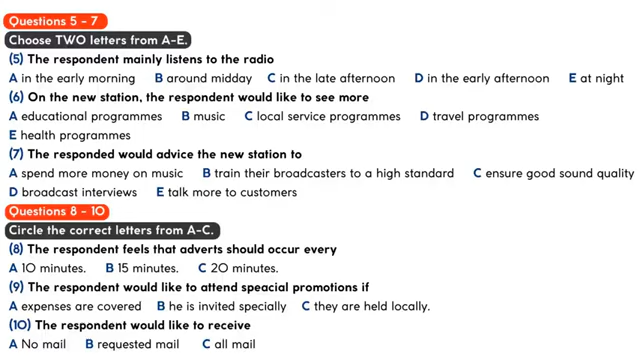 Questions 5 - 7
Choose TWO letters from A-E.
(5) The respondent mainly listens to the radio
A in the early morning B around midday C in the late afternoon D in the early afternoon E at night
(6) On the new station, the respondent would like to see more
A educational programmes B music C local service programmes D travel programmes
E health programmes
(7) The responded would advice the new station to
A spend more money on music B train their broadcasters to a high standard C ensure good sound quality
D broadcast interviews E talk more to customers
Questions 8 - 10
Circle the correct letters from A-C.
(8) The respondent feels that adverts should occur every
A 10 minutes. B 15 minutes. C 20 minutes.
(9) The respondent would like to attend speacial promotions if
A expenses are covered B he is invited specially C they are held locally.
(10) The respondent would like to receive
A No mail B requested mail C all mail